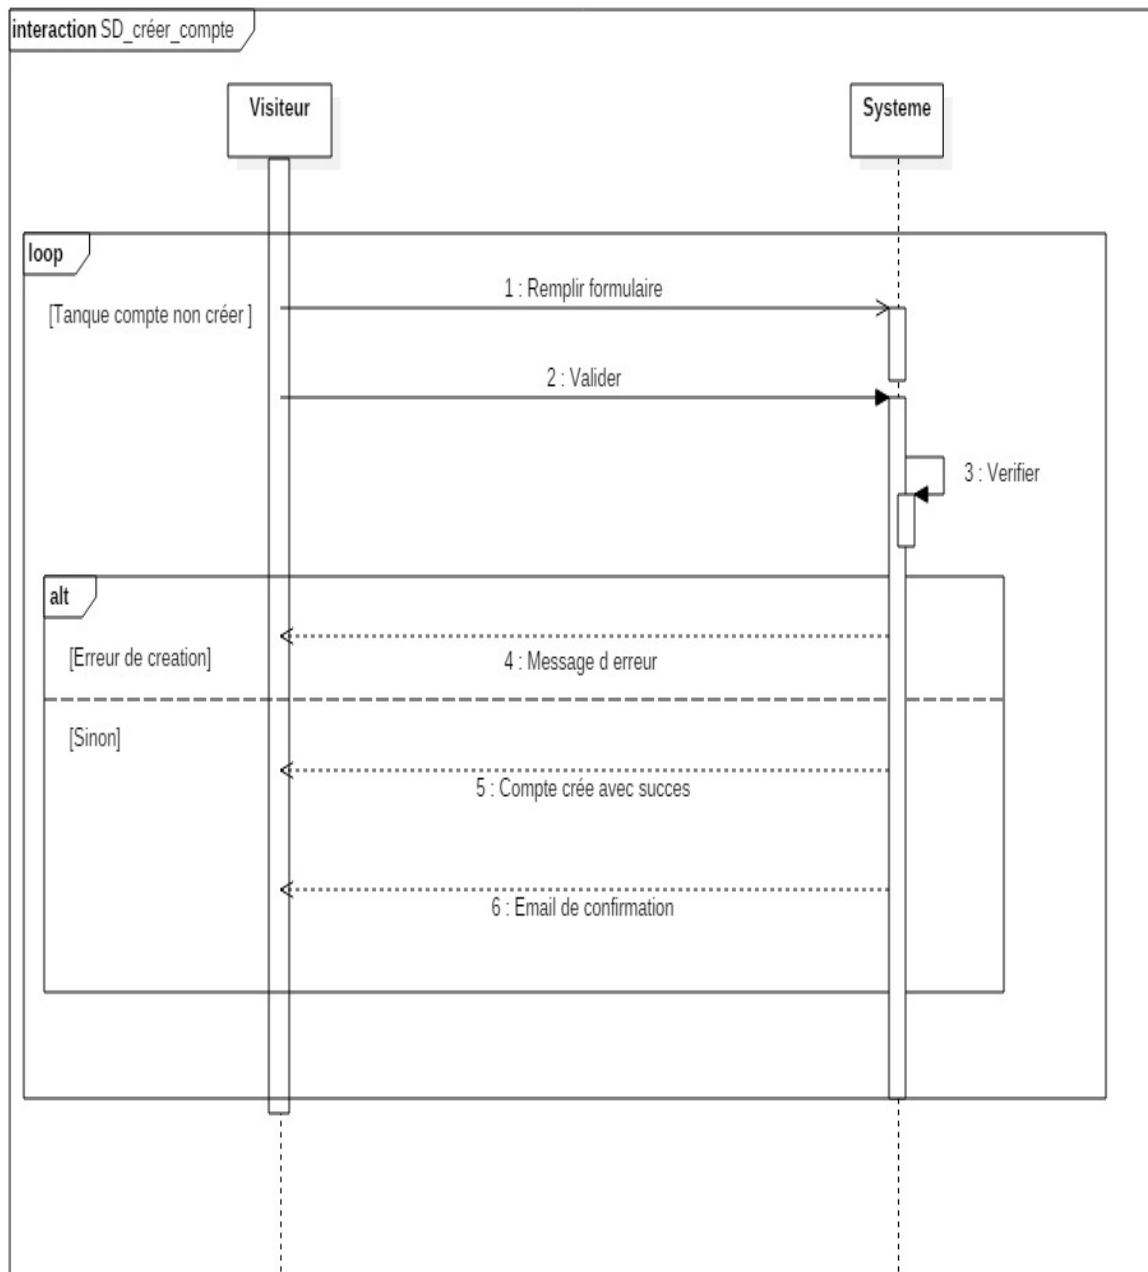 interaction SD_créer_compte
Visiteur
Systeme
loop
1 : Remplir formulaire
[Tanque compte non créer ]
2 : Valider
3 : Verifier
alt
[Erreur de creation]
4 : Message d erreur
[Sinon]
5 : Compte crée avec succes
6 : Email de confirmation